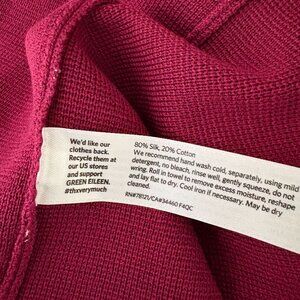 We'd like our
clothes back.
Recycle them at
our US stores
and support
GREEN EILEEN.
#thxverymuch
80% Silk, 20% Cotton
We recommend hand wash cold, separately, using mild
detergent, no bleach, rinse well, gently squeeze, do not
wring. Roll in towel to remove excess moisture, reshape
and lay flat to dry. Cool iron if necessary. May be dry
cleaned.
RN#78121/CA#34460 F4QC